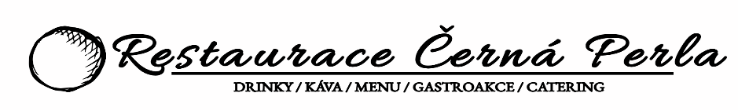 Restaurace Černá Perla
DRINKY / KÁVA / MENU / GASTROAKCE / CATERING